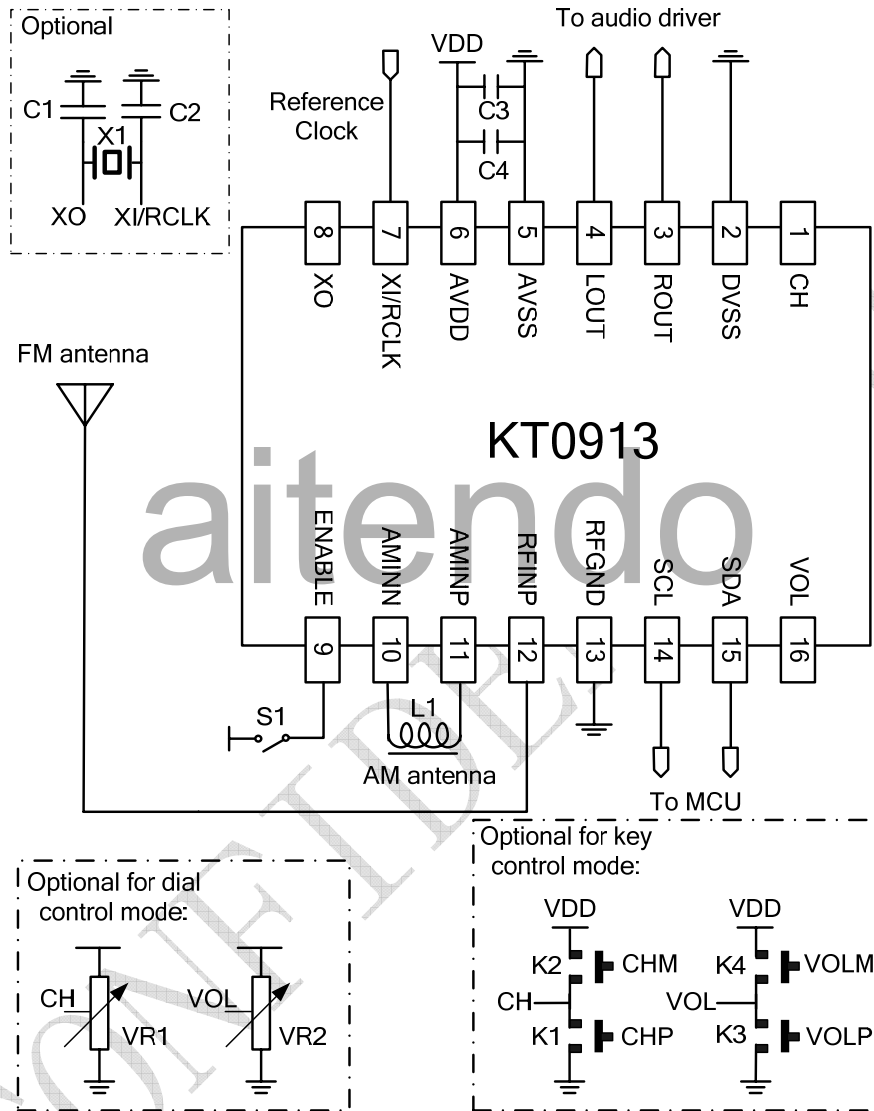 Optional
C1
C2
X1
XO
XI/RCLK
Reference
Clock
VDD
C3
C4
To audio driver
8
7
6
5
4
3
2
1
XO
XI/RCLK
AVDD
AVSS
LOUT
ROUT
DVSS
CH
FM antenna
KT0913
aitendo
ENABLE
AMINN
AMINP
RFINP
RFGND
SCL
SDA
VOL
9
10
11
12
13
14
15
16
S1
L1
AM antenna
To MCU
Optional for dial
control mode:
CH
VR1
VOL
VR2
Optional for key
control mode:
VDD
VDD
K2
CHM
K4
VOLM
CH
VOL
K1
CHP
K3
VOLP